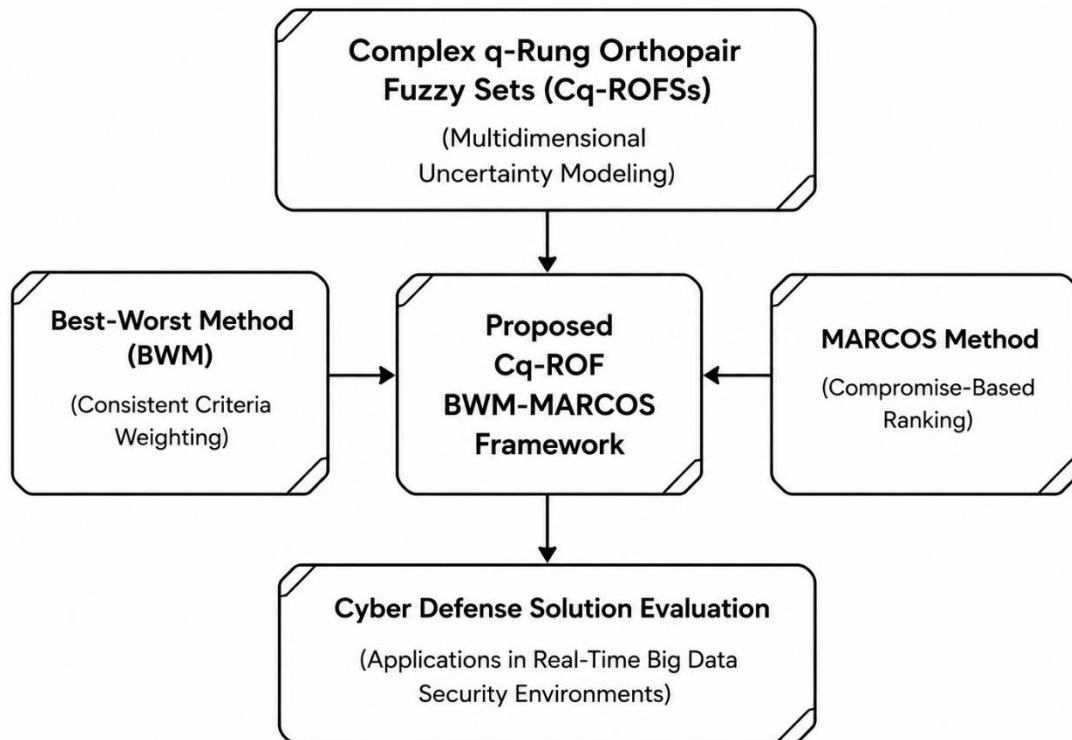 Complex q-Rung Orthopair
Fuzzy Sets (Cq-ROFSs)
(Multidimensional
Uncertainty Modeling)
Best-Worst Method
(BWM)
(Consistent Criteria
Weighting)
Proposed
Cq-ROF
BWM-MARCOS
Framework
MARCOS Method
(Compromise-Based
Ranking)
Cyber Defense Solution Evaluation
(Applications in Real-Time Big Data
Security Environments)